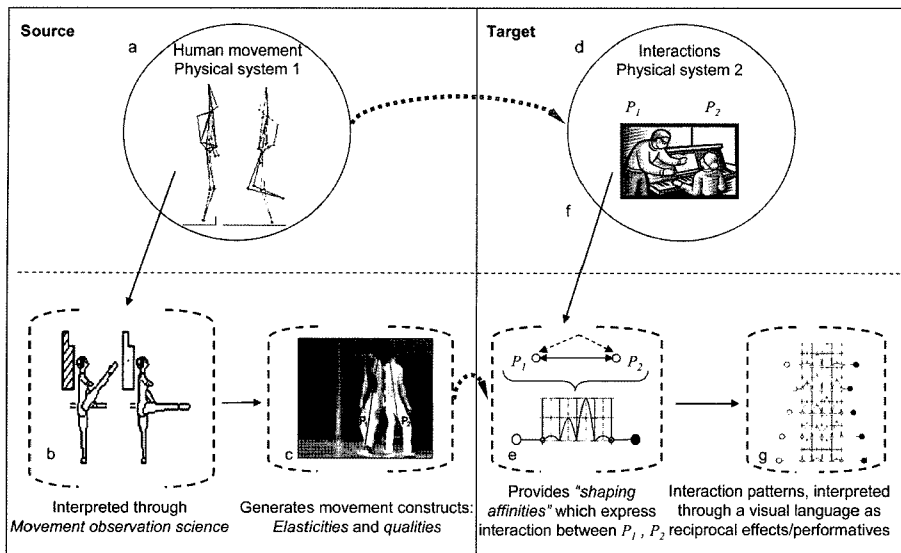 Source
a
Human movement
Physical system 1
Target
d
Interactions
Physical system 2
P1 P2
f
b
Interpreted through
Movement observation science
c
Generates movement constructs:
Elasticities and qualities
P1 P2
e
Provides "shaping
affinities" which express
interaction between P1 , P2
g
Interaction patterns, interpreted
through a visual language as
reciprocal effects/performatives